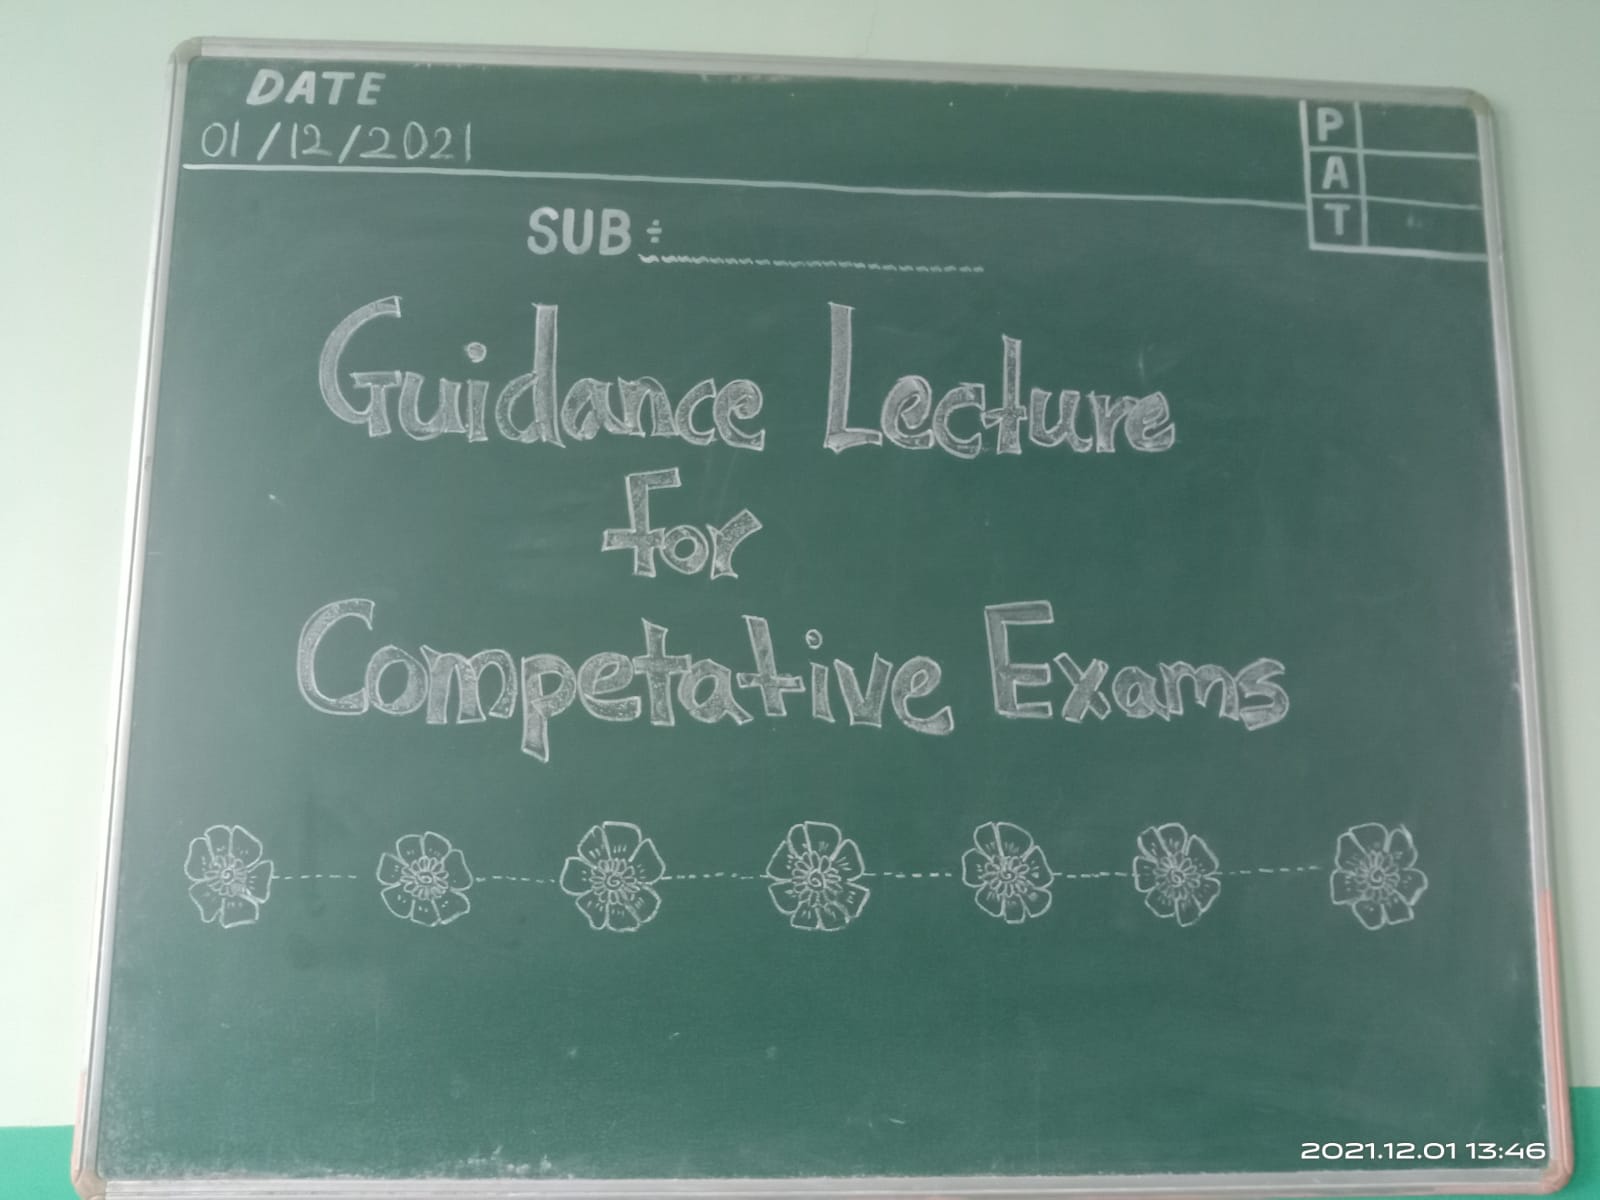 DATE
01/12/2021
P
A
T
SUB ÷
Guidance Lecture
For
Competative Exams
2021.12.01 13:46